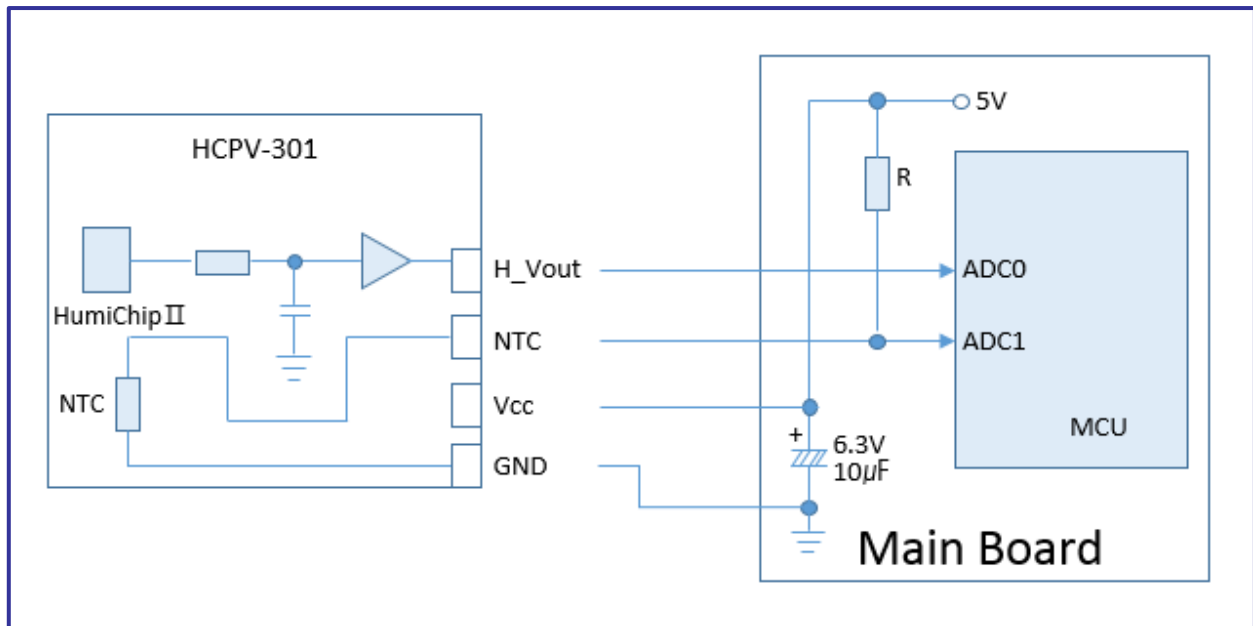 HCPV-301
HumiChipⅡ
NTC
H_Vout
NTC
Vcc
GND
5V
R
ADC0
ADC1
MCU
+
6.3V
10µF
Main Board